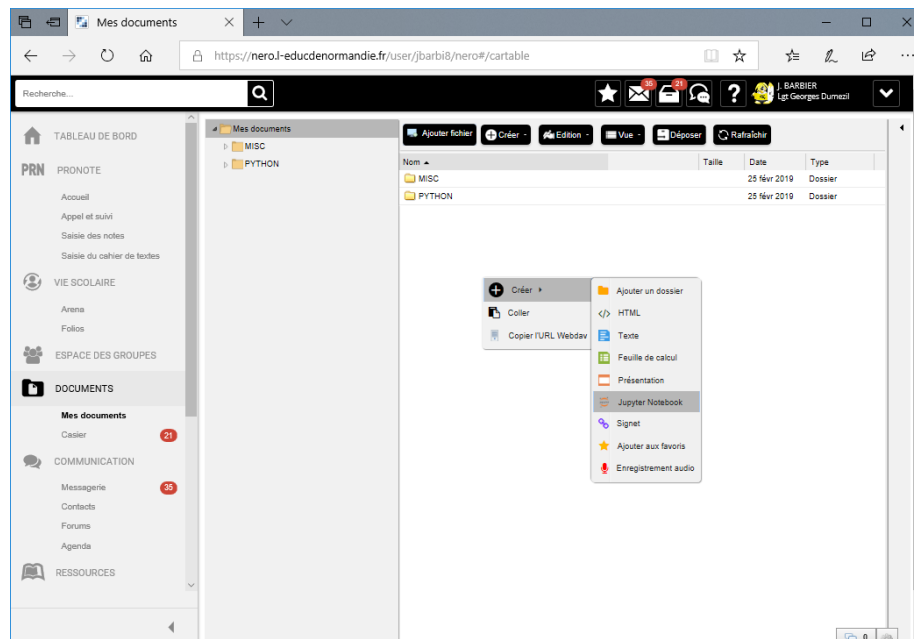 Mes documents
https://nero.l-educdenormandie.fr/user/jbarbi8/nero#/cartable
Recherche...
35
21
?
J. BARBIER
Lgt Georges Dumezil
TABLEAU DE BORD
PRN PRONOTE
Accueil
Appel et suivi
Saisie des notes
Saisie du cahier de textes
VIE SCOLAIRE
Arena
Folios
ESPACE DES GROUPES
DOCUMENTS
Mes documents
Casier 21
COMMUNICATION
Messagerie 35
Contacts
Forums
Agenda
RESSOURCES
Mes documents
MISC
PYTHON
Ajouter fichier Créer - Edition - Vue - Déposer Rafraîchir
Nom Taille Date Type
MISC 25 févr 2019 Dossier
PYTHON 25 févr 2019 Dossier
Créer
Coller
Copier l'URL Webdav
Ajouter un dossier
</> HTML
Texte
Feuille de calcul
Présentation
Jupyter Notebook
Signet
Ajouter aux favoris
Enregistrement audio
0